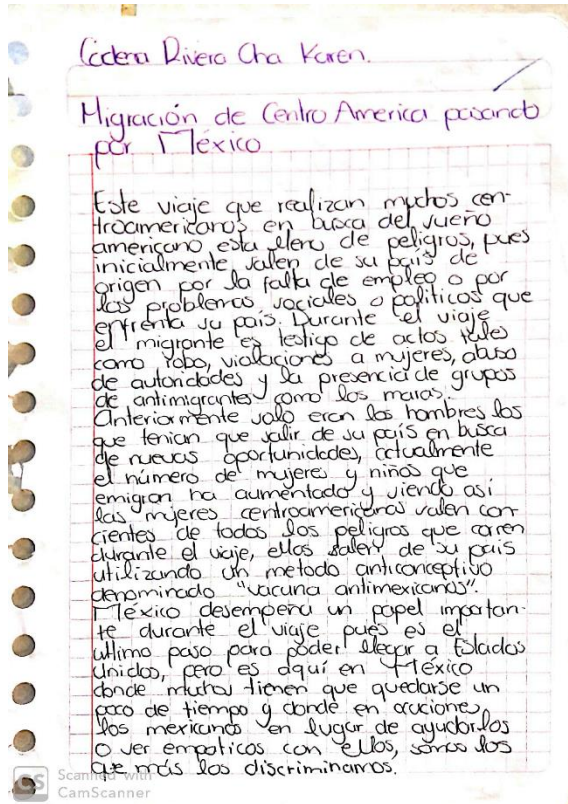 Cadena Rivera Cha Karen.
Migración de Centro America pasando
por México
Este viaje que realizan muchos cen-
troamericanos en busca del sueño
americano esta lleno de peligros, pues
inicialmente salen de su país de
origen por la falta de empleo o por
los problemas sociales o politicos que
enfrenta su país. Durante el viaje
el migrante es testigo de actos tales
como robo, violaciones a mujeres, abuso
de autoridades y la presencia de grupos
de antimigrantes como los maras.
Anteriormente solo eran los hombres los
que tenian que salir de su país en busca
de nuevas oportunidades, actualmente
el número de mujeres y niños que
emigran ha aumentado y siendo así
las mujeres centroamericanas salen con
cientes de todos los peligros que corren
durante el viaje, ellas salen de su país
utilizando un metodo anticonceptivo
denominado "vacuna antimexicanos".
México desempeña un papel importan-
te durante el viaje pues es el
ultimo paso para poder llegar a Estados
Unidos, pero es aquí en México
donde muchos tienen que quedarse un
poco de tiempo y donde en ocaciones,
los mexicanos en lugar de ayudarlos
o ser empaticos con ellos, somos los
que más los discriminamos.
CS Scanned with
CamScanner